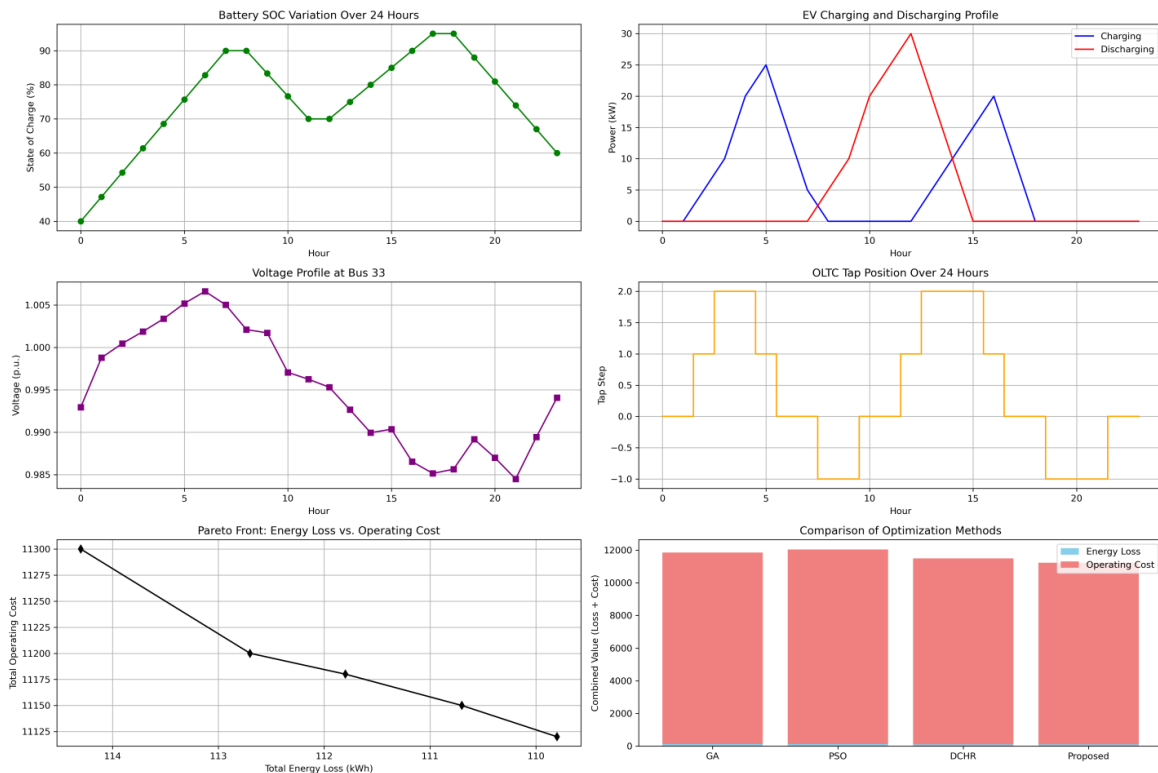 Battery SOC Variation Over 24 Hours
State of Charge (%)
90
80
70
60
50
40
0 5 10 15 20
Hour
EV Charging and Discharging Profile
Power (kW)
30
25
20
15
10
5
0
Charging
Discharging
0 5 10 15 20
Hour
Voltage Profile at Bus 33
Voltage (p.u.)
1.005
1.000
0.995
0.990
0.985
0 5 10 15 20
Hour
OLTC Tap Position Over 24 Hours
Tap Step
2.0
1.5
1.0
0.5
0.0
−0.5
−1.0
0 5 10 15 20
Hour
Pareto Front: Energy Loss vs. Operating Cost
Total Operating Cost
11300
11275
11250
11225
11200
11175
11150
11125
114 113 112 111 110
Total Energy Loss (kWh)
Comparison of Optimization Methods
Combined Value (Loss + Cost)
12000
10000
8000
6000
4000
2000
0
Energy Loss
Operating Cost
GA PSO DCHR Proposed